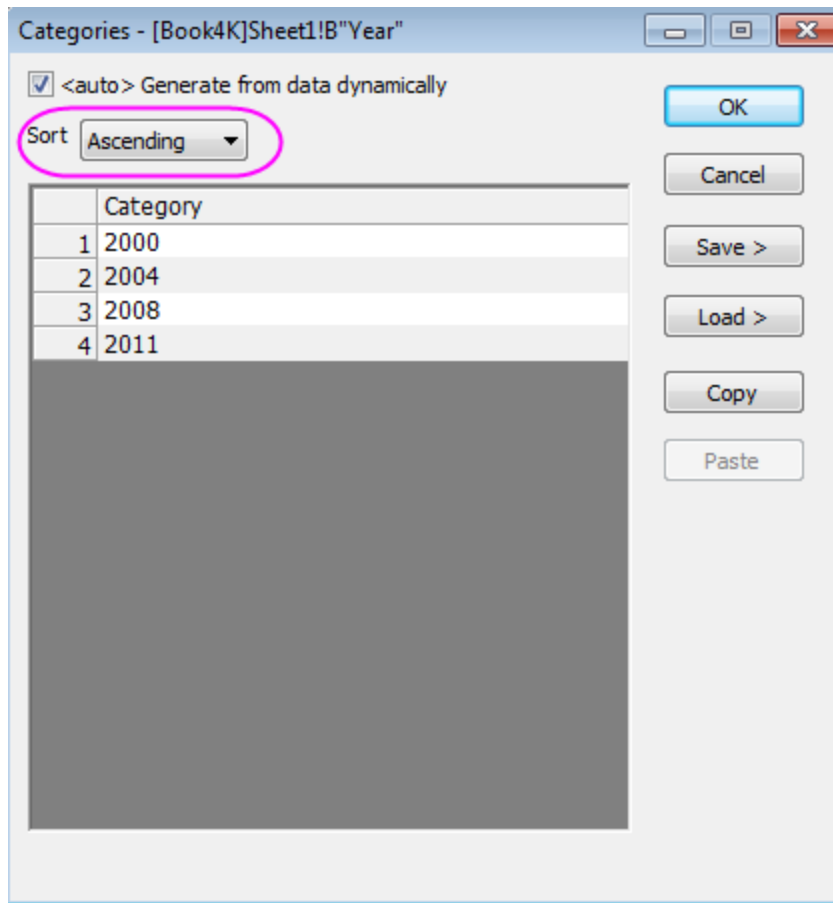 Categories - [Book4K]Sheet1!B"Year"
<auto> Generate from data dynamically
Sort Ascending
OK
Cancel
Save >
Load >
Copy
Paste
Category
1 2000
2 2004
3 2008
4 2011